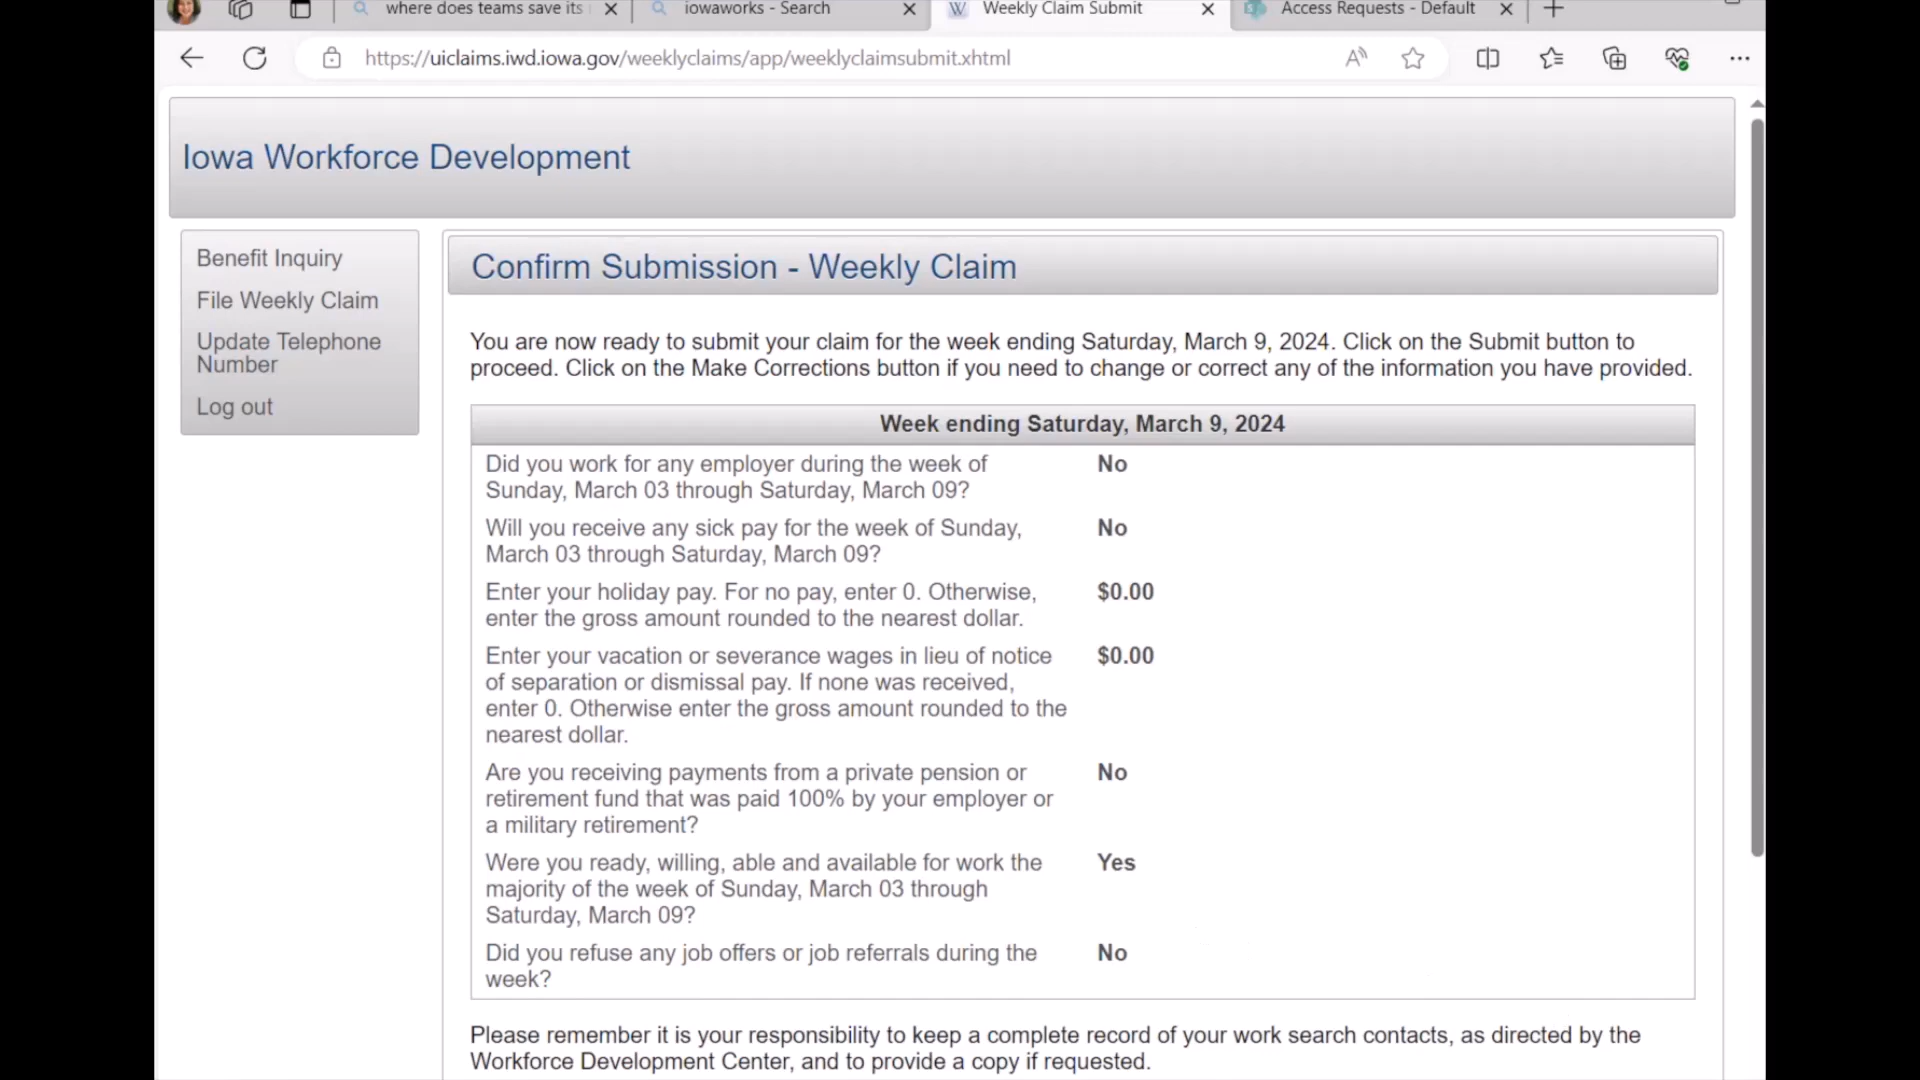 where does teams save its
iowaworks - Search
Weekly Claim Submit
Access Requests - Default
https://uiclaims.iwd.iowa.gov/weeklyclaims/app/weeklyclaimsubmit.xhtml
Iowa Workforce Development
Benefit Inquiry
File Weekly Claim
Update Telephone
Number
Log out
Confirm Submission - Weekly Claim
You are now ready to submit your claim for the week ending Saturday, March 9, 2024. Click on the Submit button to
proceed. Click on the Make Corrections button if you need to change or correct any of the information you have provided.
Week ending Saturday, March 9, 2024
Did you work for any employer during the week of No
Sunday, March 03 through Saturday, March 09?
Will you receive any sick pay for the week of Sunday, No
March 03 through Saturday, March 09?
Enter your holiday pay. For no pay, enter 0. Otherwise, $0.00
enter the gross amount rounded to the nearest dollar.
Enter your vacation or severance wages in lieu of notice $0.00
of separation or dismissal pay. If none was received,
enter 0. Otherwise enter the gross amount rounded to the
nearest dollar.
Are you receiving payments from a private pension or No
retirement fund that was paid 100% by your employer or
a military retirement?
Were you ready, willing, able and available for work the Yes
majority of the week of Sunday, March 03 through
Saturday, March 09?
Did you refuse any job offers or job referrals during the No
week?
Please remember it is your responsibility to keep a complete record of your work search contacts, as directed by the
Workforce Development Center, and to provide a copy if requested.